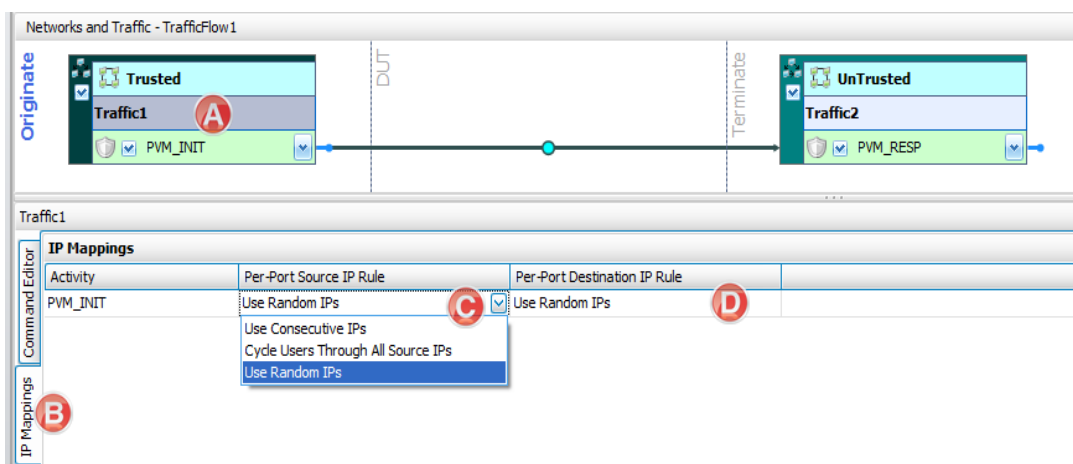 Networks and Traffic - TrafficFlow1
Originate
DUT
Terminate
Trusted
Traffic1
A
PVM_INIT
UnTrusted
Traffic2
PVM_RESP
Traffic1
Command Editor
IP Mappings
B
IP Mappings
Activity
Per-Port Source IP Rule
Per-Port Destination IP Rule
PVM_INIT
Use Random IPs
C
Use Random IPs
D
Use Consecutive IPs
Cycle Users Through All Source IPs
Use Random IPs